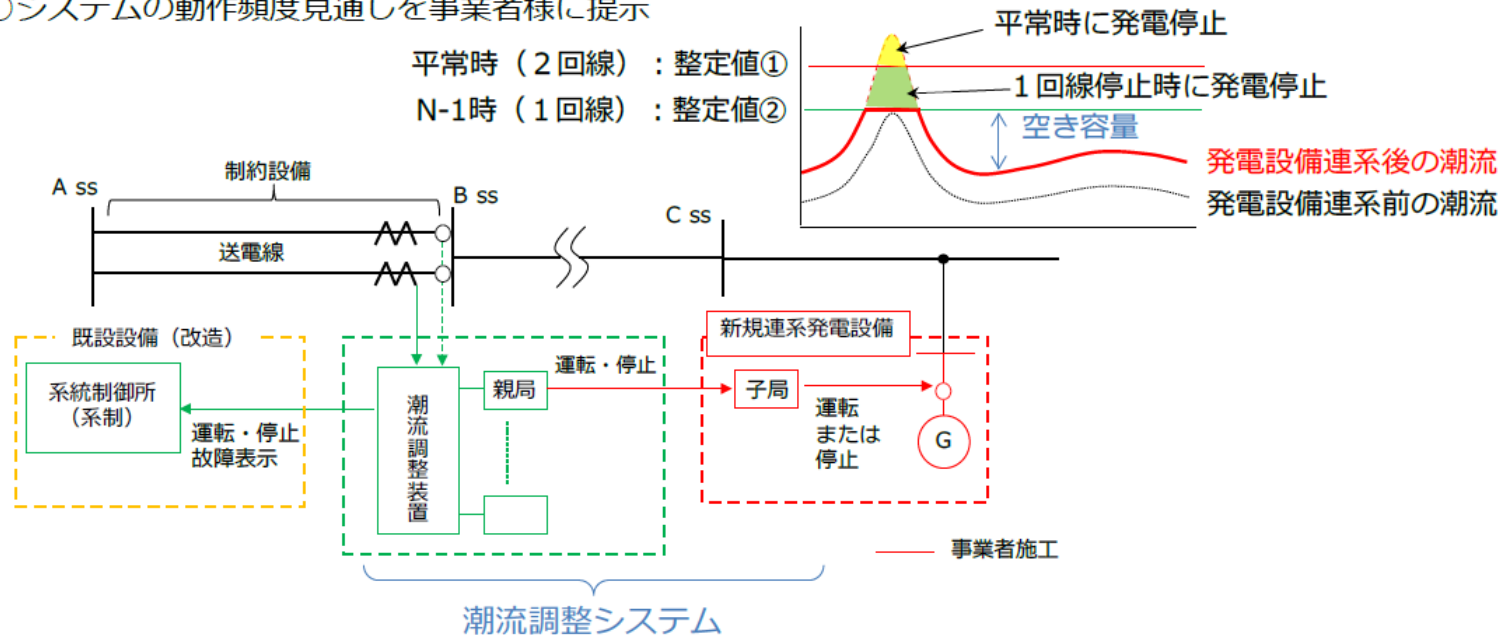 〇システムの動作頻度見通しを事業者様に提示
平常時に発電停止
平常時（２回線）：整定値①
１回線停止時に発電停止
N-1時（１回線）：整定値②
空き容量
発電設備連系後の潮流
発電設備連系前の潮流
制約設備
A ss
B ss
C ss
送電線
既設設備（改造）
新規連系発電設備
運転・停止
系統制御所
（系制）
潮流調整装置
親局
子局
運転
または
停止
G
運転・停止
故障表示
事業者施工
潮流調整システム